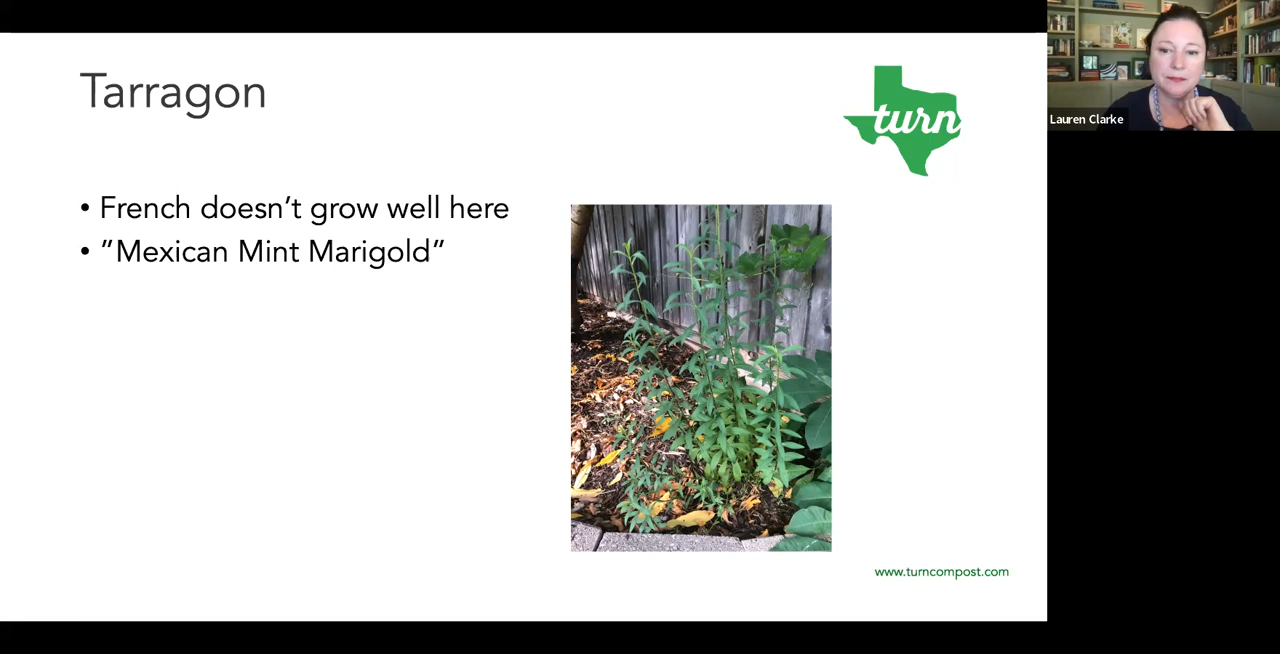 Tarragon
turn
Lauren Clarke
• French doesn’t grow well here
• ”Mexican Mint Marigold”
www.turncompost.com